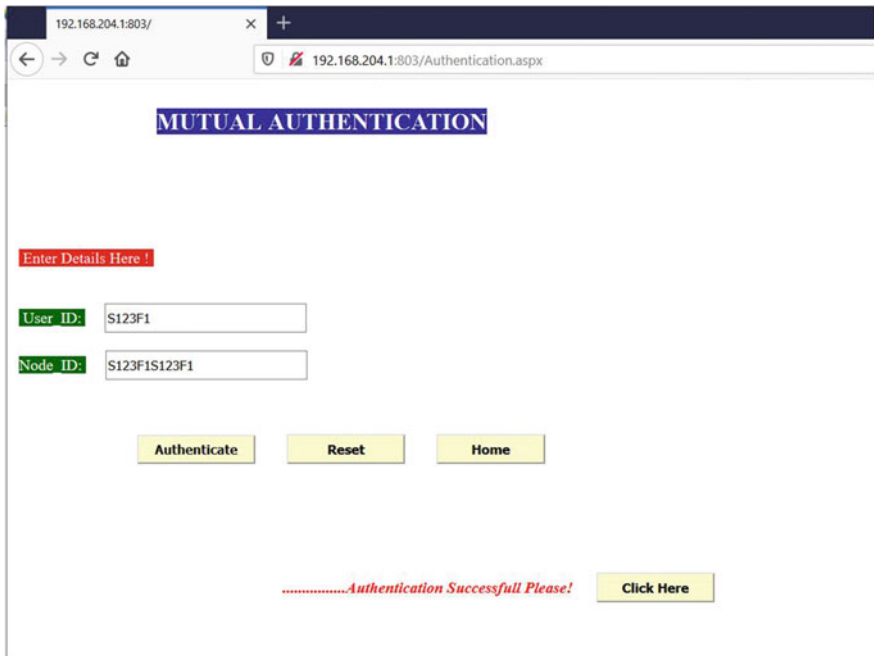 192.168.204.1:803/
192.168.204.1:803/Authentication.aspx
MUTUAL AUTHENTICATION
Enter Details Here !
User_ID: S123F1
Node_ID: S123F1S123F1
Authenticate Reset Home
................Authentication Successfull Please! Click Here